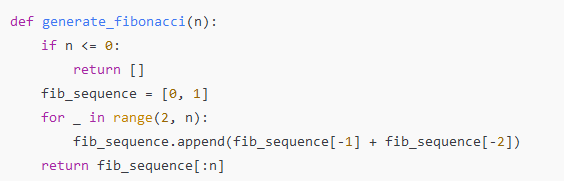 def generate_fibonacci(n):
    if n <= 0:
        return []
    fib_sequence = [0, 1]
    for _ in range(2, n):
        fib_sequence.append(fib_sequence[-1] + fib_sequence[-2])
    return fib_sequence[:n]